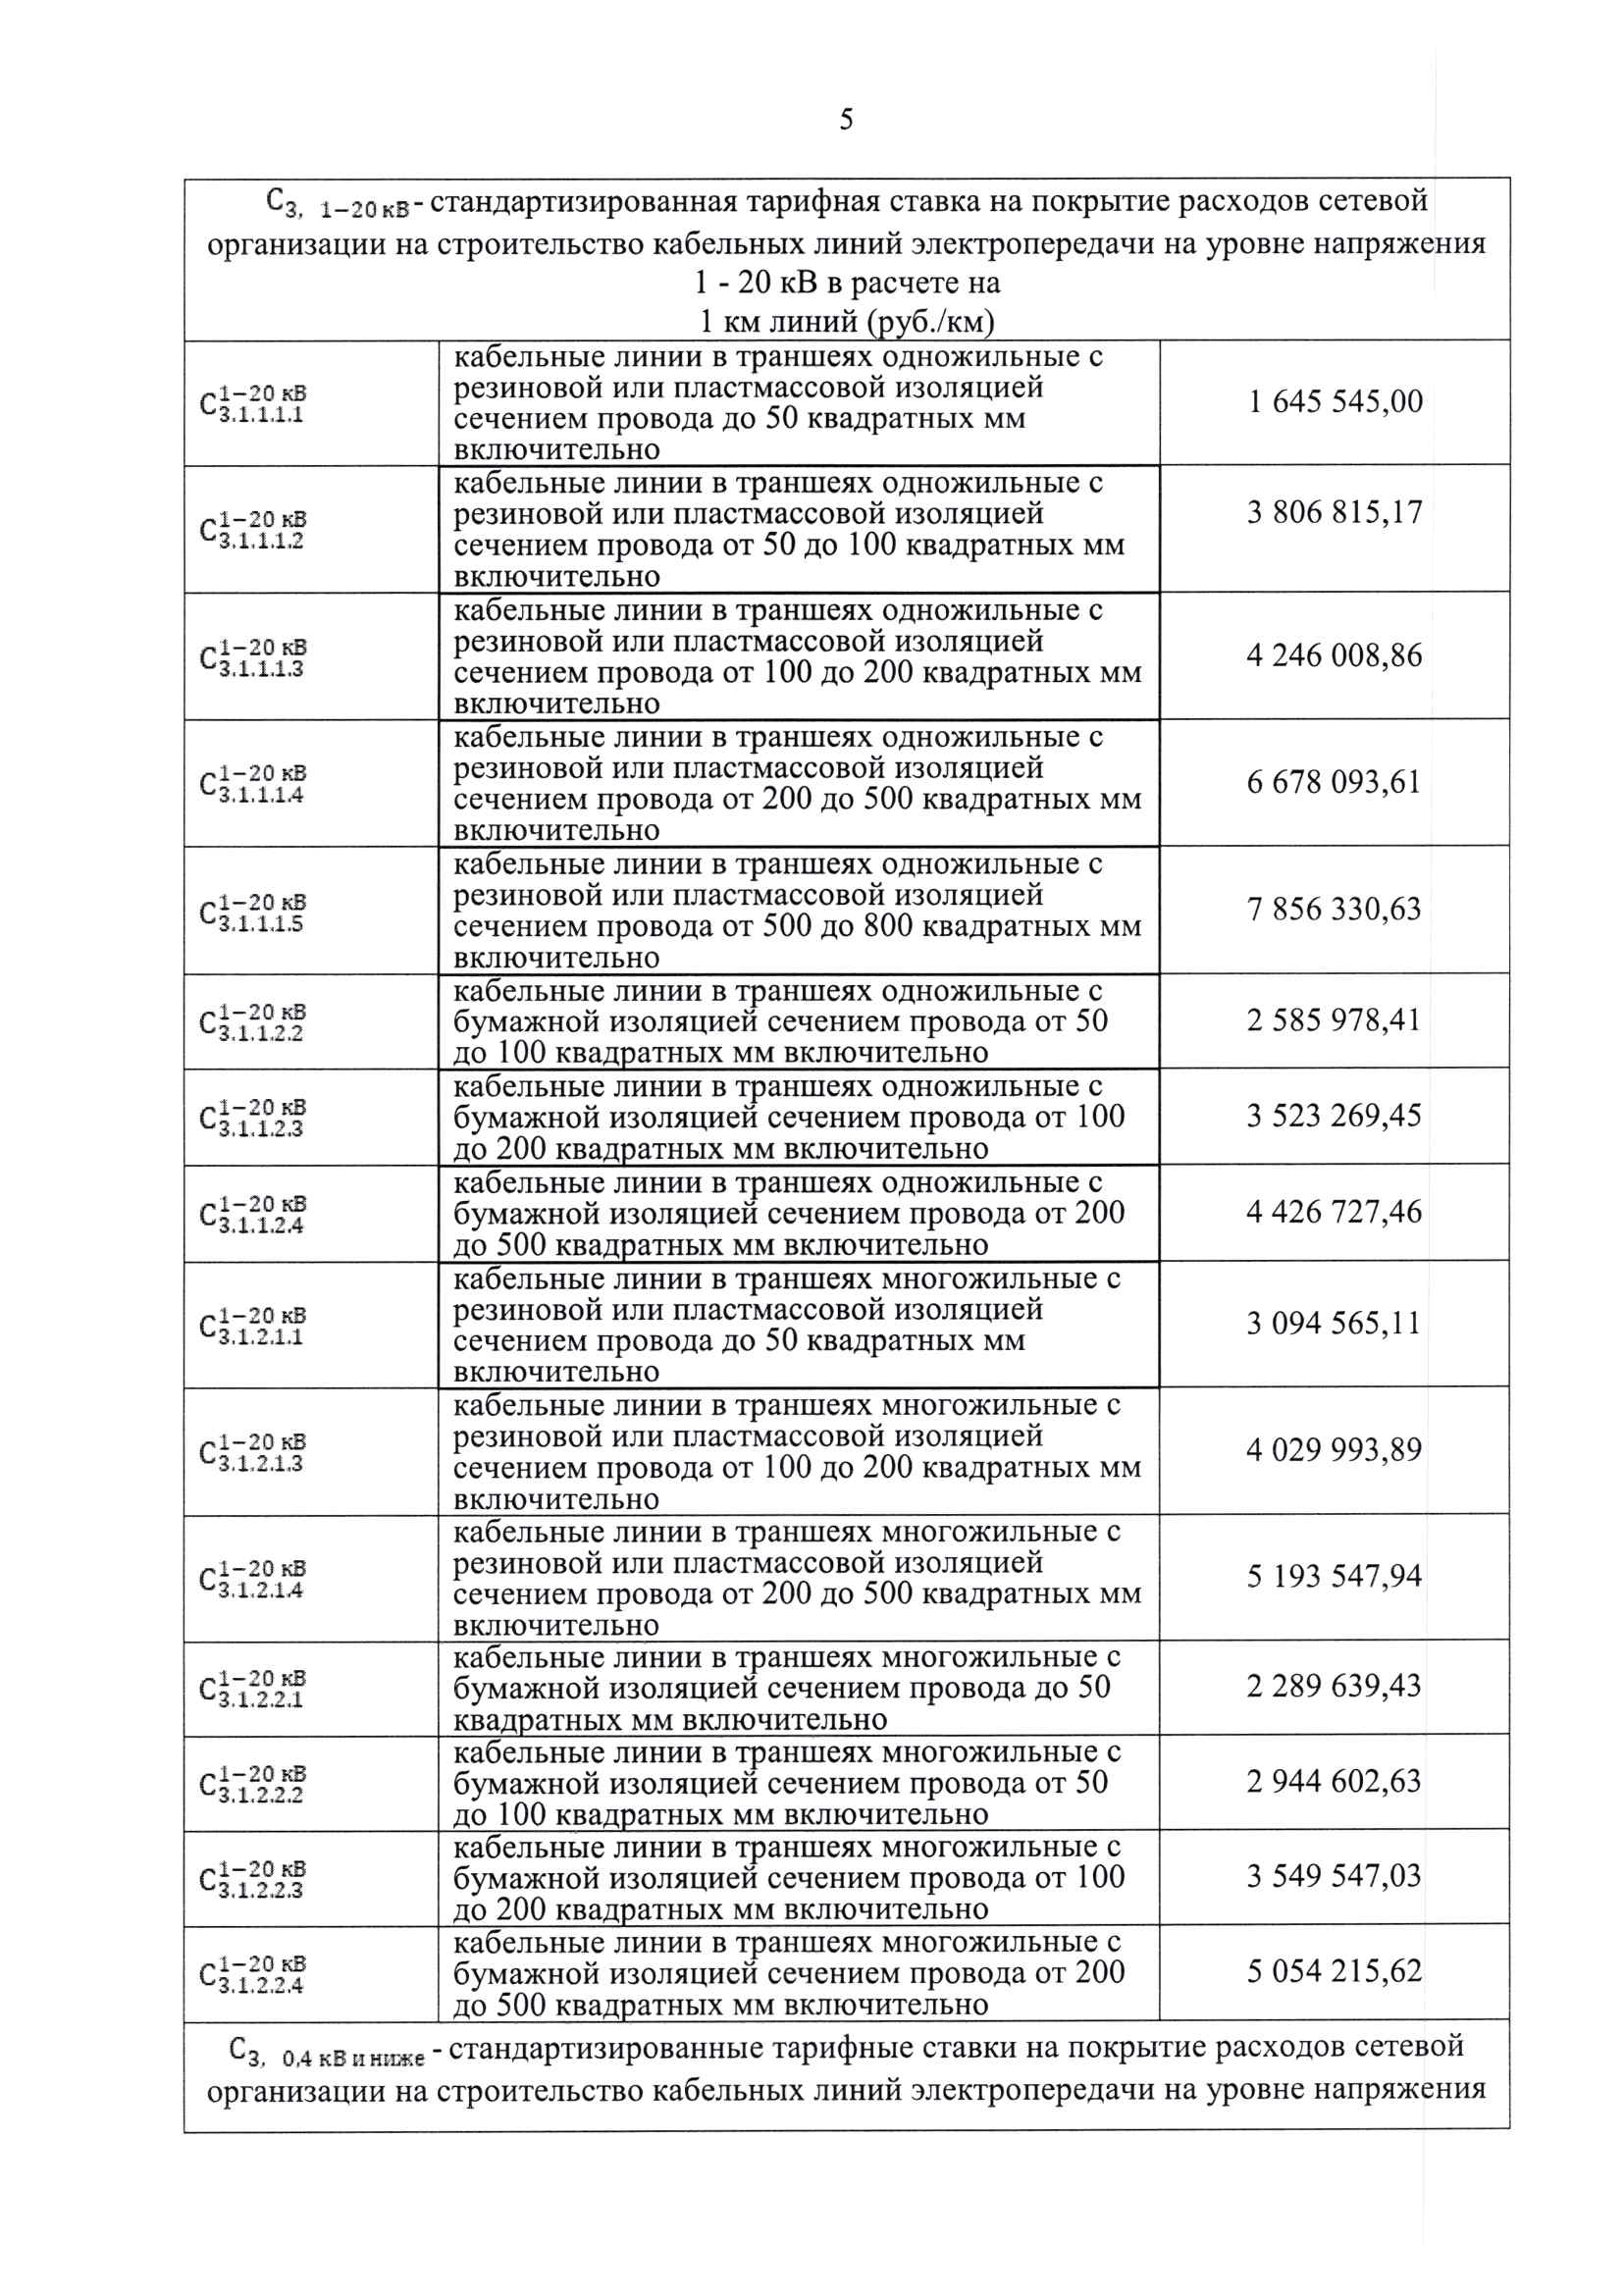 5
С3, 1–20 кВ - стандартизированная тарифная ставка на покрытие расходов сетевой
организации на строительство кабельных линий электропередачи на уровне напряжения
1 - 20 кВ в расчете на
1 км линий (руб./км)
С 1–20 кВ 3.1.1.1.1
кабельные линии в траншеях одножильные с
резиновой или пластмассовой изоляцией
сечением провода до 50 квадратных мм
включительно
1 645 545,00
С 1–20 кВ 3.1.1.1.2
кабельные линии в траншеях одножильные с
резиновой или пластмассовой изоляцией
сечением провода от 50 до 100 квадратных мм
включительно
3 806 815,17
С 1–20 кВ 3.1.1.1.3
кабельные линии в траншеях одножильные с
резиновой или пластмассовой изоляцией
сечением провода от 100 до 200 квадратных мм
включительно
4 246 008,86
С 1–20 кВ 3.1.1.1.4
кабельные линии в траншеях одножильные с
резиновой или пластмассовой изоляцией
сечением провода от 200 до 500 квадратных мм
включительно
6 678 093,61
С 1–20 кВ 3.1.1.1.5
кабельные линии в траншеях одножильные с
резиновой или пластмассовой изоляцией
сечением провода от 500 до 800 квадратных мм
включительно
7 856 330,63
С 1–20 кВ 3.1.1.2.2
кабельные линии в траншеях одножильные с
бумажной изоляцией сечением провода от 50
до 100 квадратных мм включительно
2 585 978,41
С 1–20 кВ 3.1.1.2.3
кабельные линии в траншеях одножильные с
бумажной изоляцией сечением провода от 100
до 200 квадратных мм включительно
3 523 269,45
С 1–20 кВ 3.1.1.2.4
кабельные линии в траншеях одножильные с
бумажной изоляцией сечением провода от 200
до 500 квадратных мм включительно
4 426 727,46
С 1–20 кВ 3.1.2.1.1
кабельные линии в траншеях многожильные с
резиновой или пластмассовой изоляцией
сечением провода до 50 квадратных мм
включительно
3 094 565,11
С 1–20 кВ 3.1.2.1.3
кабельные линии в траншеях многожильные с
резиновой или пластмассовой изоляцией
сечением провода от 100 до 200 квадратных мм
включительно
4 029 993,89
С 1–20 кВ 3.1.2.1.4
кабельные линии в траншеях многожильные с
резиновой или пластмассовой изоляцией
сечением провода от 200 до 500 квадратных мм
включительно
5 193 547,94
С 1–20 кВ 3.1.2.2.1
кабельные линии в траншеях многожильные с
бумажной изоляцией сечением провода до 50
квадратных мм включительно
2 289 639,43
С 1–20 кВ 3.1.2.2.2
кабельные линии в траншеях многожильные с
бумажной изоляцией сечением провода от 50
до 100 квадратных мм включительно
2 944 602,63
С 1–20 кВ 3.1.2.2.3
кабельные линии в траншеях многожильные с
бумажной изоляцией сечением провода от 100
до 200 квадратных мм включительно
3 549 547,03
С 1–20 кВ 3.1.2.2.4
кабельные линии в траншеях многожильные с
бумажной изоляцией сечением провода от 200
до 500 квадратных мм включительно
5 054 215,62
С3, 0,4 кВ и ниже - стандартизированные тарифные ставки на покрытие расходов сетевой
организации на строительство кабельных линий электропередачи на уровне напряжения